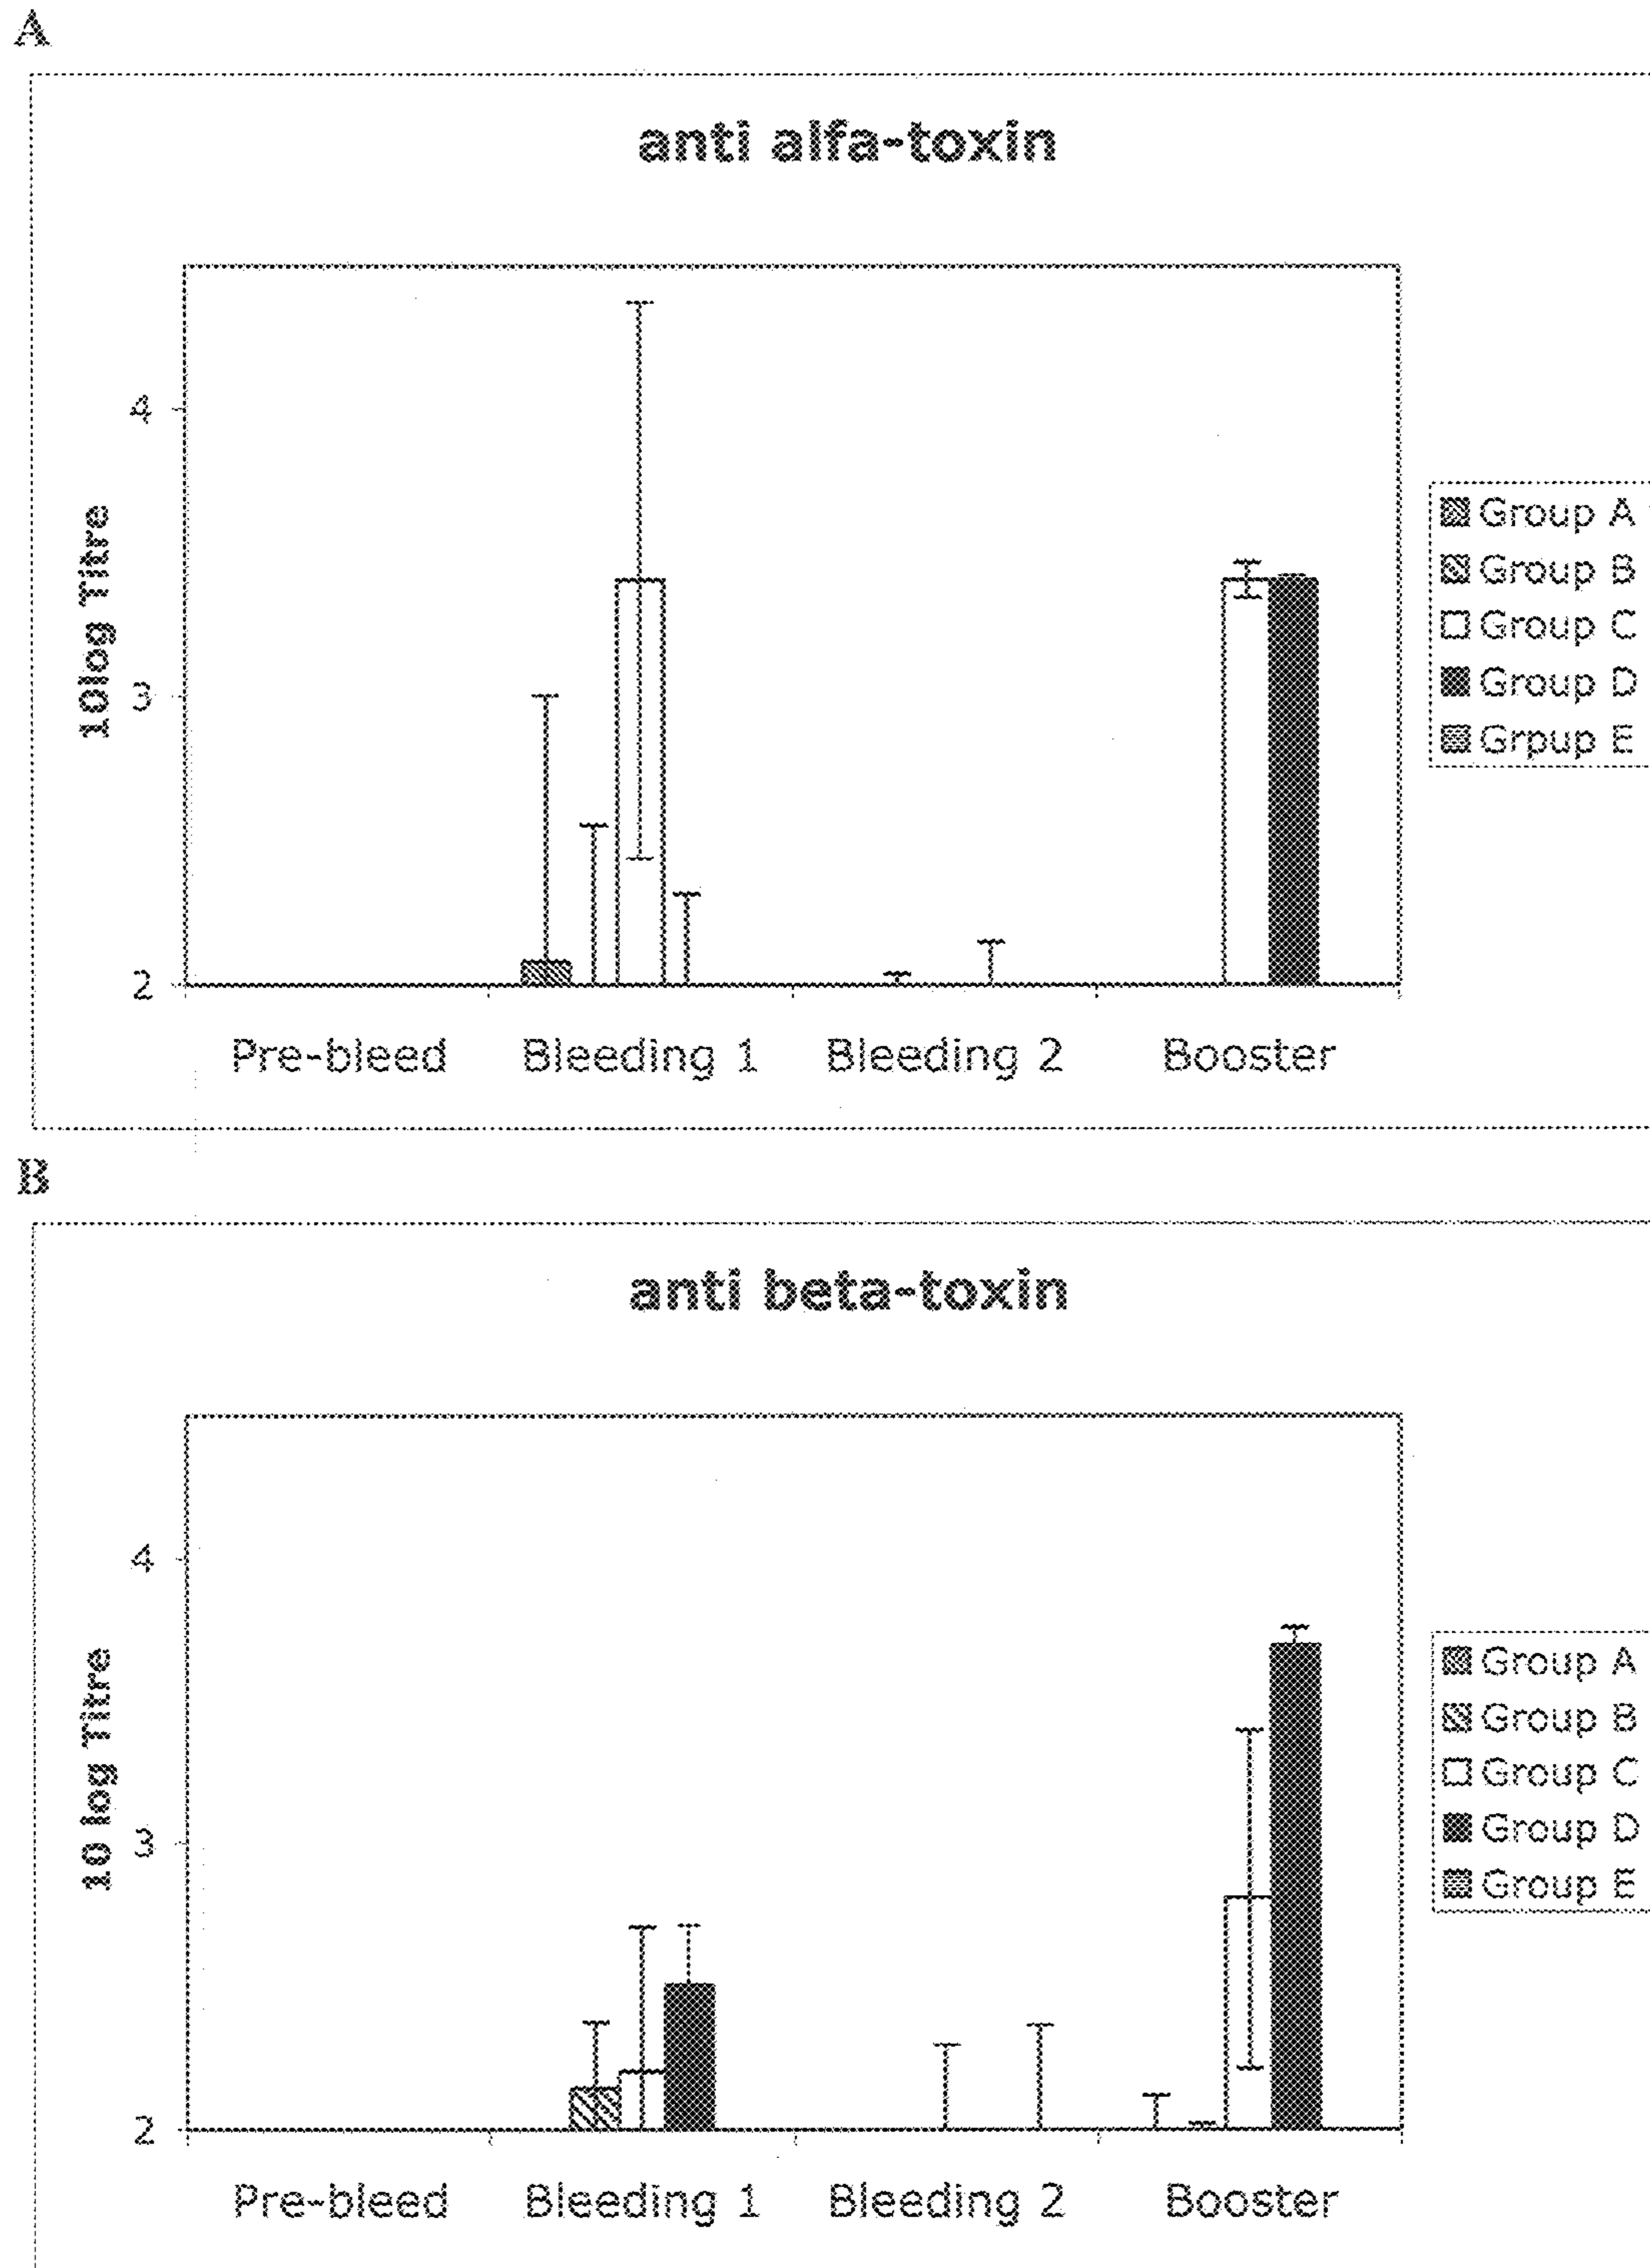 A
anti alfa-toxin
10log Titre
4
3
2
Pre-bleed Bleeding 1 Bleeding 2 Booster
Group A
Group B
Group C
Group D
Grpup E
B
anti beta-toxin
10 log Titre
4
3
2
Pre-bleed Bleeding 1 Bleeding 2 Booster
Group A
Group B
Group C
Group D
Group E